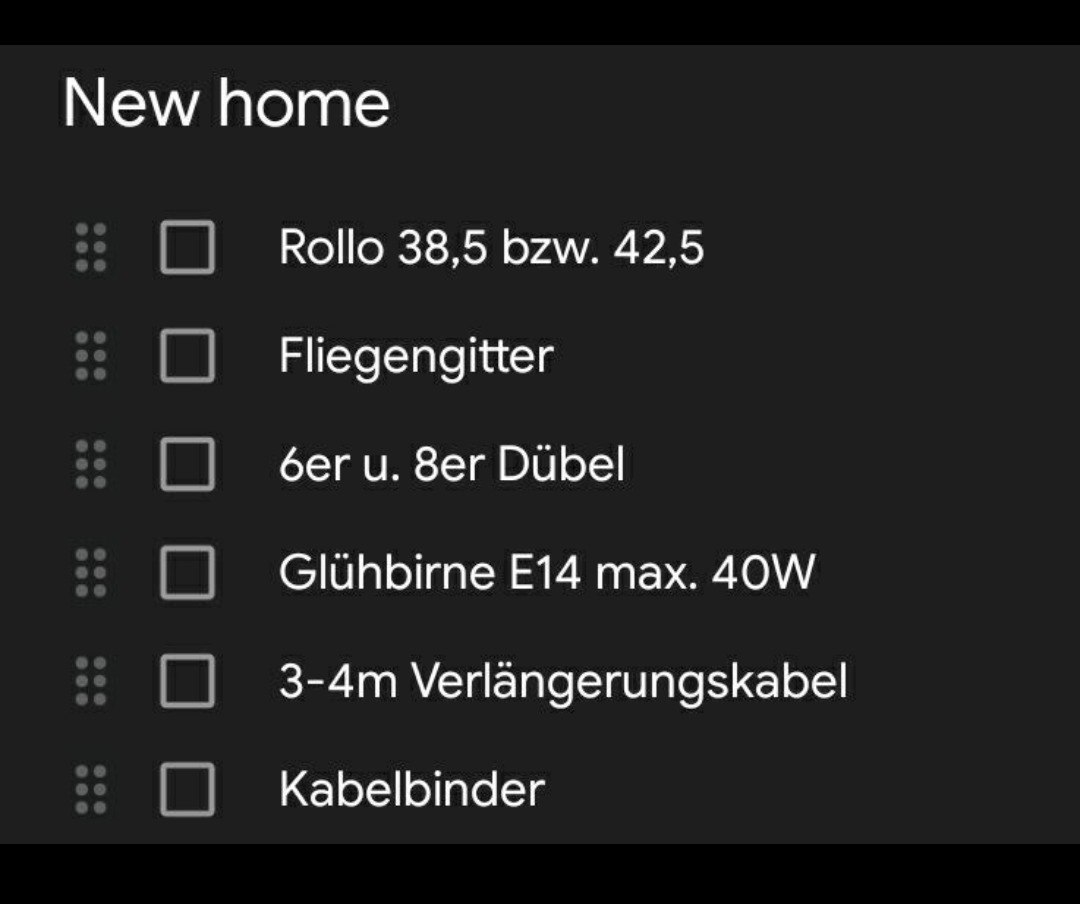 New home
Rollo 38,5 bzw. 42,5
Fliegengitter
6er u. 8er Dübel
Glühbirne E14 max. 40W
3-4m Verlängerungskabel
Kabelbinder